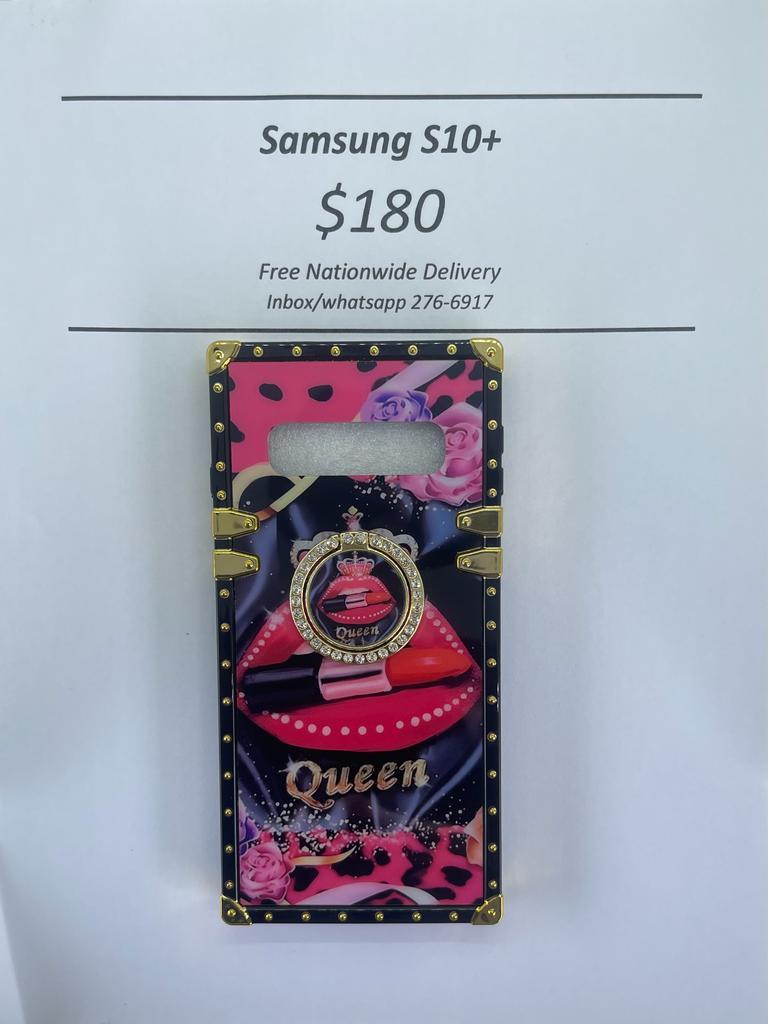 Samsung S10+
$180
Free Nationwide Delivery
Inbox/whatsapp 276-6917
Queen
Queen